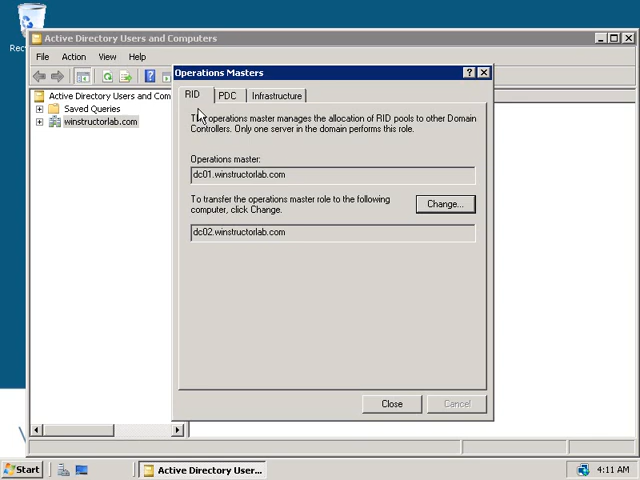 Recy
Active Directory Users and Computers
File Action View Help
Operations Masters
Active Directory Users and Com
Saved Queries
winstructorlab.com
RID PDC Infrastructure
The operations master manages the allocation of RID pools to other Domain
Controllers. Only one server in the domain performs this role.
Operations master:
dc01.winstructorlab.com
To transfer the operations master role to the following
computer, click Change.
Change...
dc02.winstructorlab.com
Close Cancel
Start Active Directory User... 4:11 AM